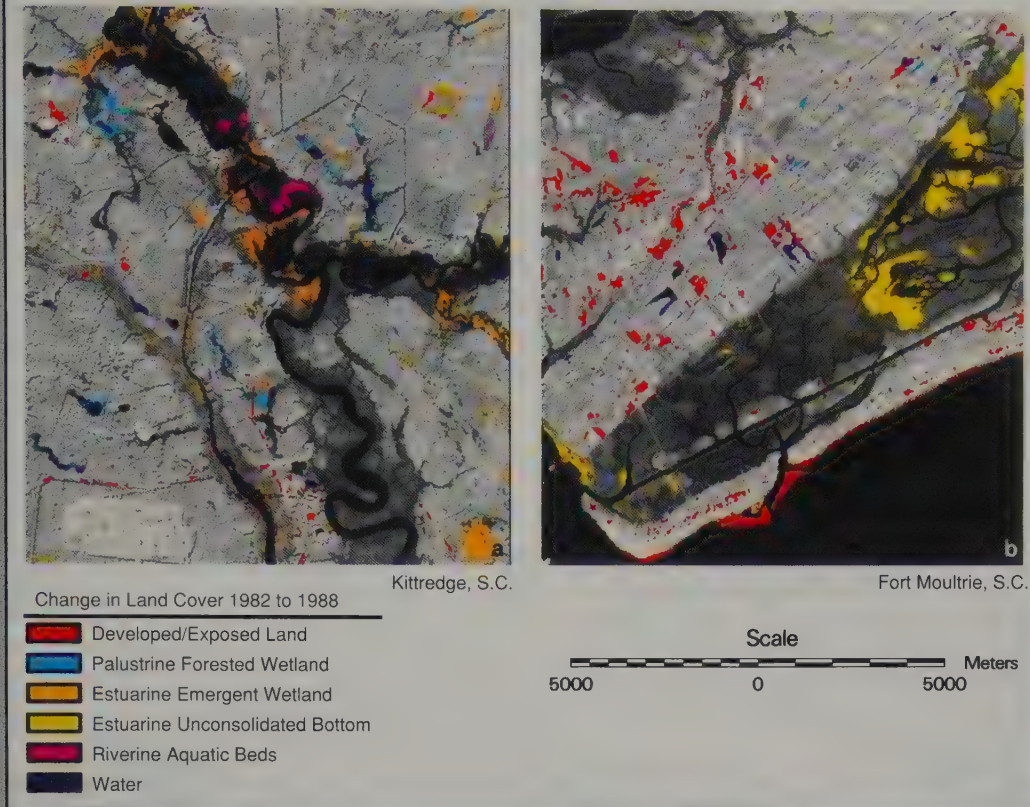 a
b
Kittredge, S.C.
Fort Moultrie, S.C.
Change in Land Cover 1982 to 1988
Developed/Exposed Land
Palustrine Forested Wetland
Estuarine Emergent Wetland
Estuarine Unconsolidated Bottom
Riverine Aquatic Beds
Water
Scale
Meters
5000 0 5000